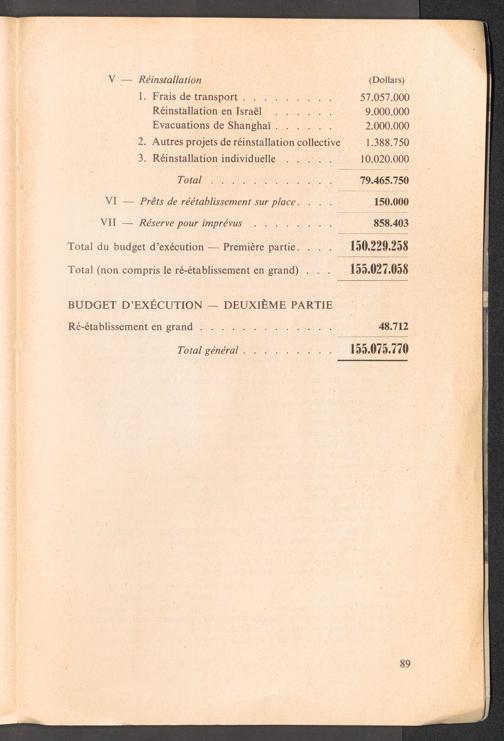 V — Réinstallation (Dollars)
1. Frais de transport . . . . . . . . . 57.057.000
Réinstallation en Israël . . . . . . 9.000.000
Evacuations de Shanghaï . . . . . . 2.000.000
2. Autres projets de réinstallation collective 1.388.750
3. Réinstallation individuelle . . . . . 10.020.000
Total . . . . . . . . . . . . 79.465.750
VI — Prêts de réétablissement sur place. . . . 150.000
VII — Réserve pour imprévus . . . . . . . . 858.403
Total du budget d'exécution — Première partie. . . . 150.229.258
Total (non compris le ré-établissement en grand) . . . 155.027.058
BUDGET D'EXÉCUTION — DEUXIÈME PARTIE
Ré-établissement en grand . . . . . . . . . . . . . 48.712
Total général . . . . . . . . . 155.075.770
89